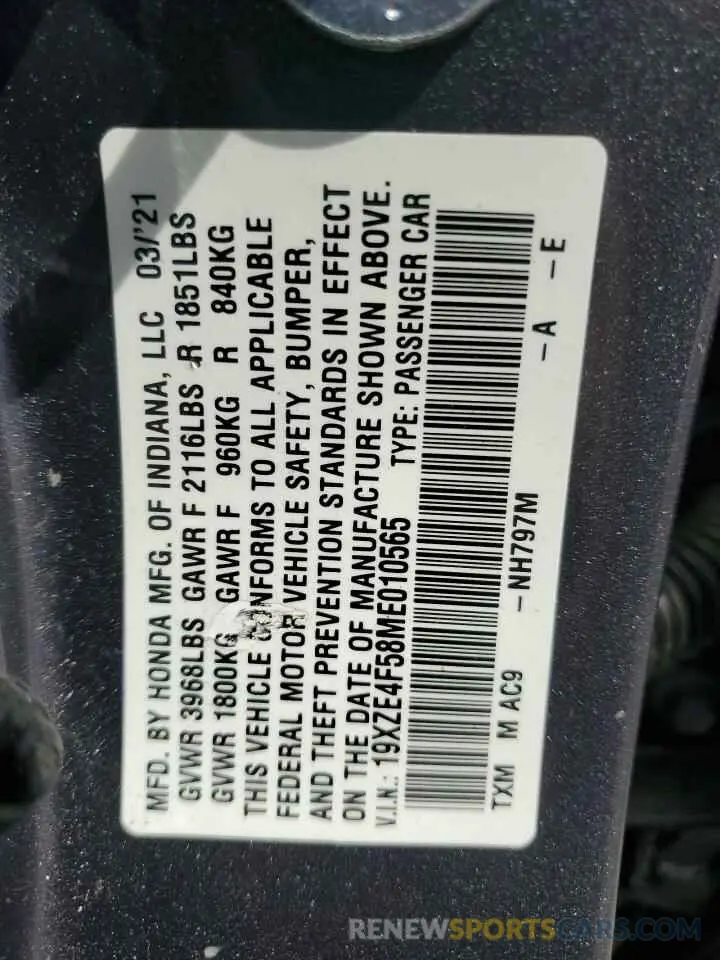 MFD. BY HONDA MFG. OF INDIANA, LLC 03/'21
GVWR 3968LBS GAWR F 2116LBS R 1851LBS
GVWR 1800KG GAWR F 960KG R 840KG
THIS VEHICLE CONFORMS TO ALL APPLICABLE
FEDERAL MOTOR VEHICLE SAFETY, BUMPER,
AND THEFT PREVENTION STANDARDS IN EFFECT
ON THE DATE OF MANUFACTURE SHOWN ABOVE.
V.I.N.: 19XZE4F58ME010565 TYPE: PASSENGER CAR
TXM M AC9 -NH797M -A -E
RENEWSPORTSCARS.COM